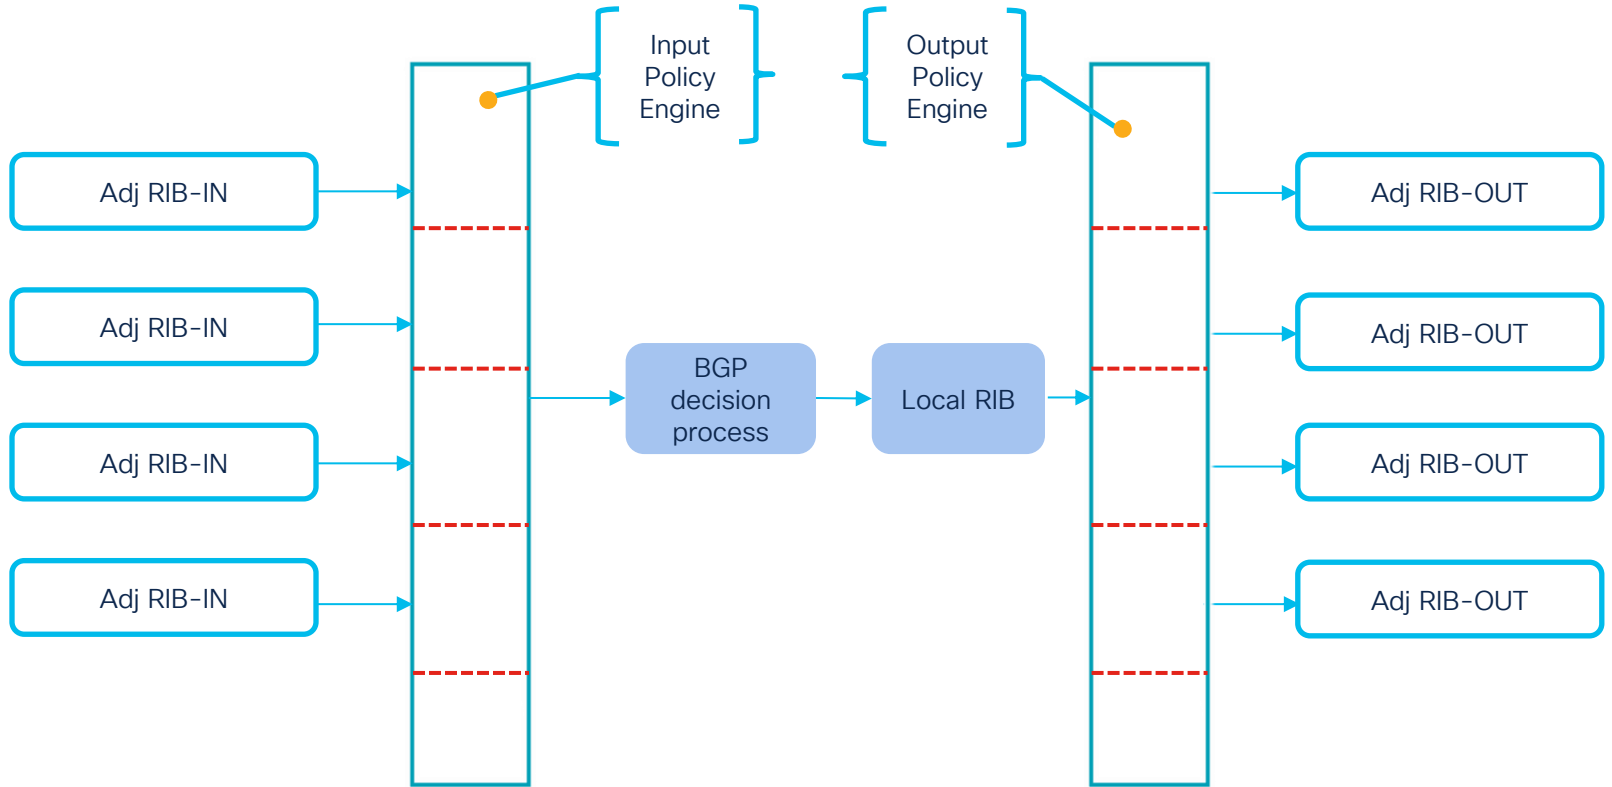 Input
Policy
Engine
Output
Policy
Engine
Adj RIB-IN
Adj RIB-OUT
Adj RIB-IN
Adj RIB-OUT
BGP
decision
process
Local RIB
Adj RIB-IN
Adj RIB-OUT
Adj RIB-IN
Adj RIB-OUT